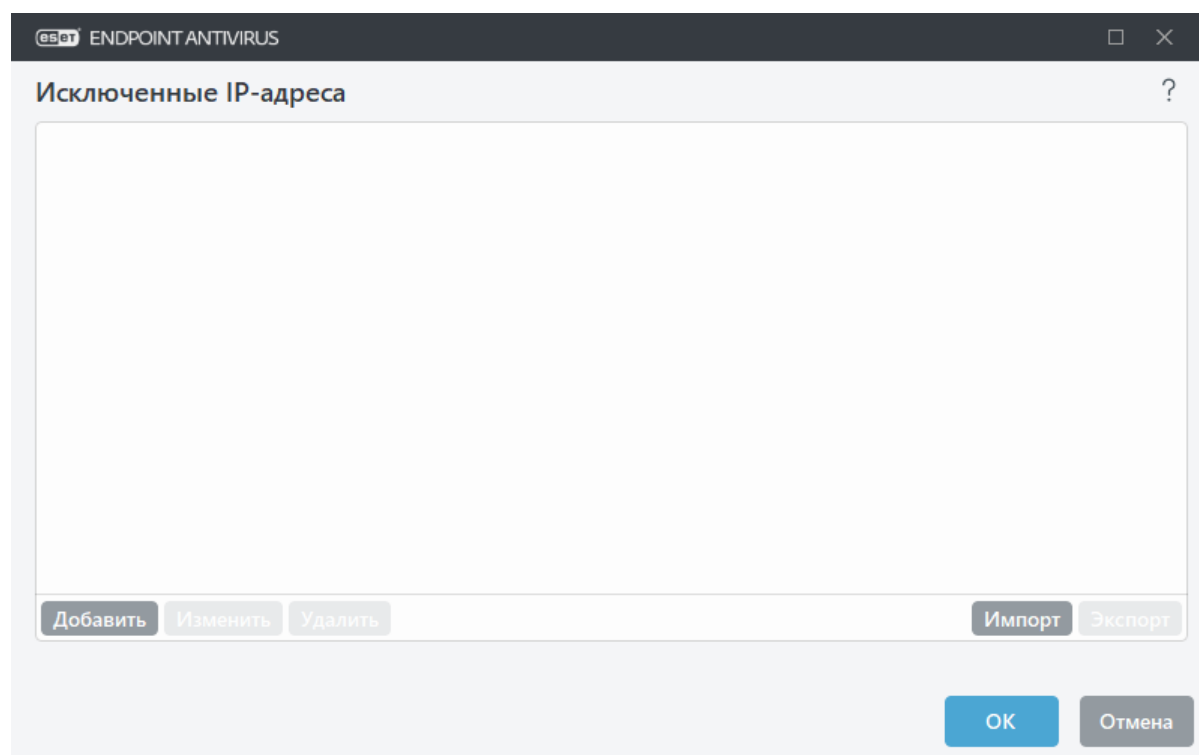 eset ENDPOINT ANTIVIRUS
Исключенные IP-адреса ?
Добавить Изменить Удалить Импорт Экспорт
OK Отмена